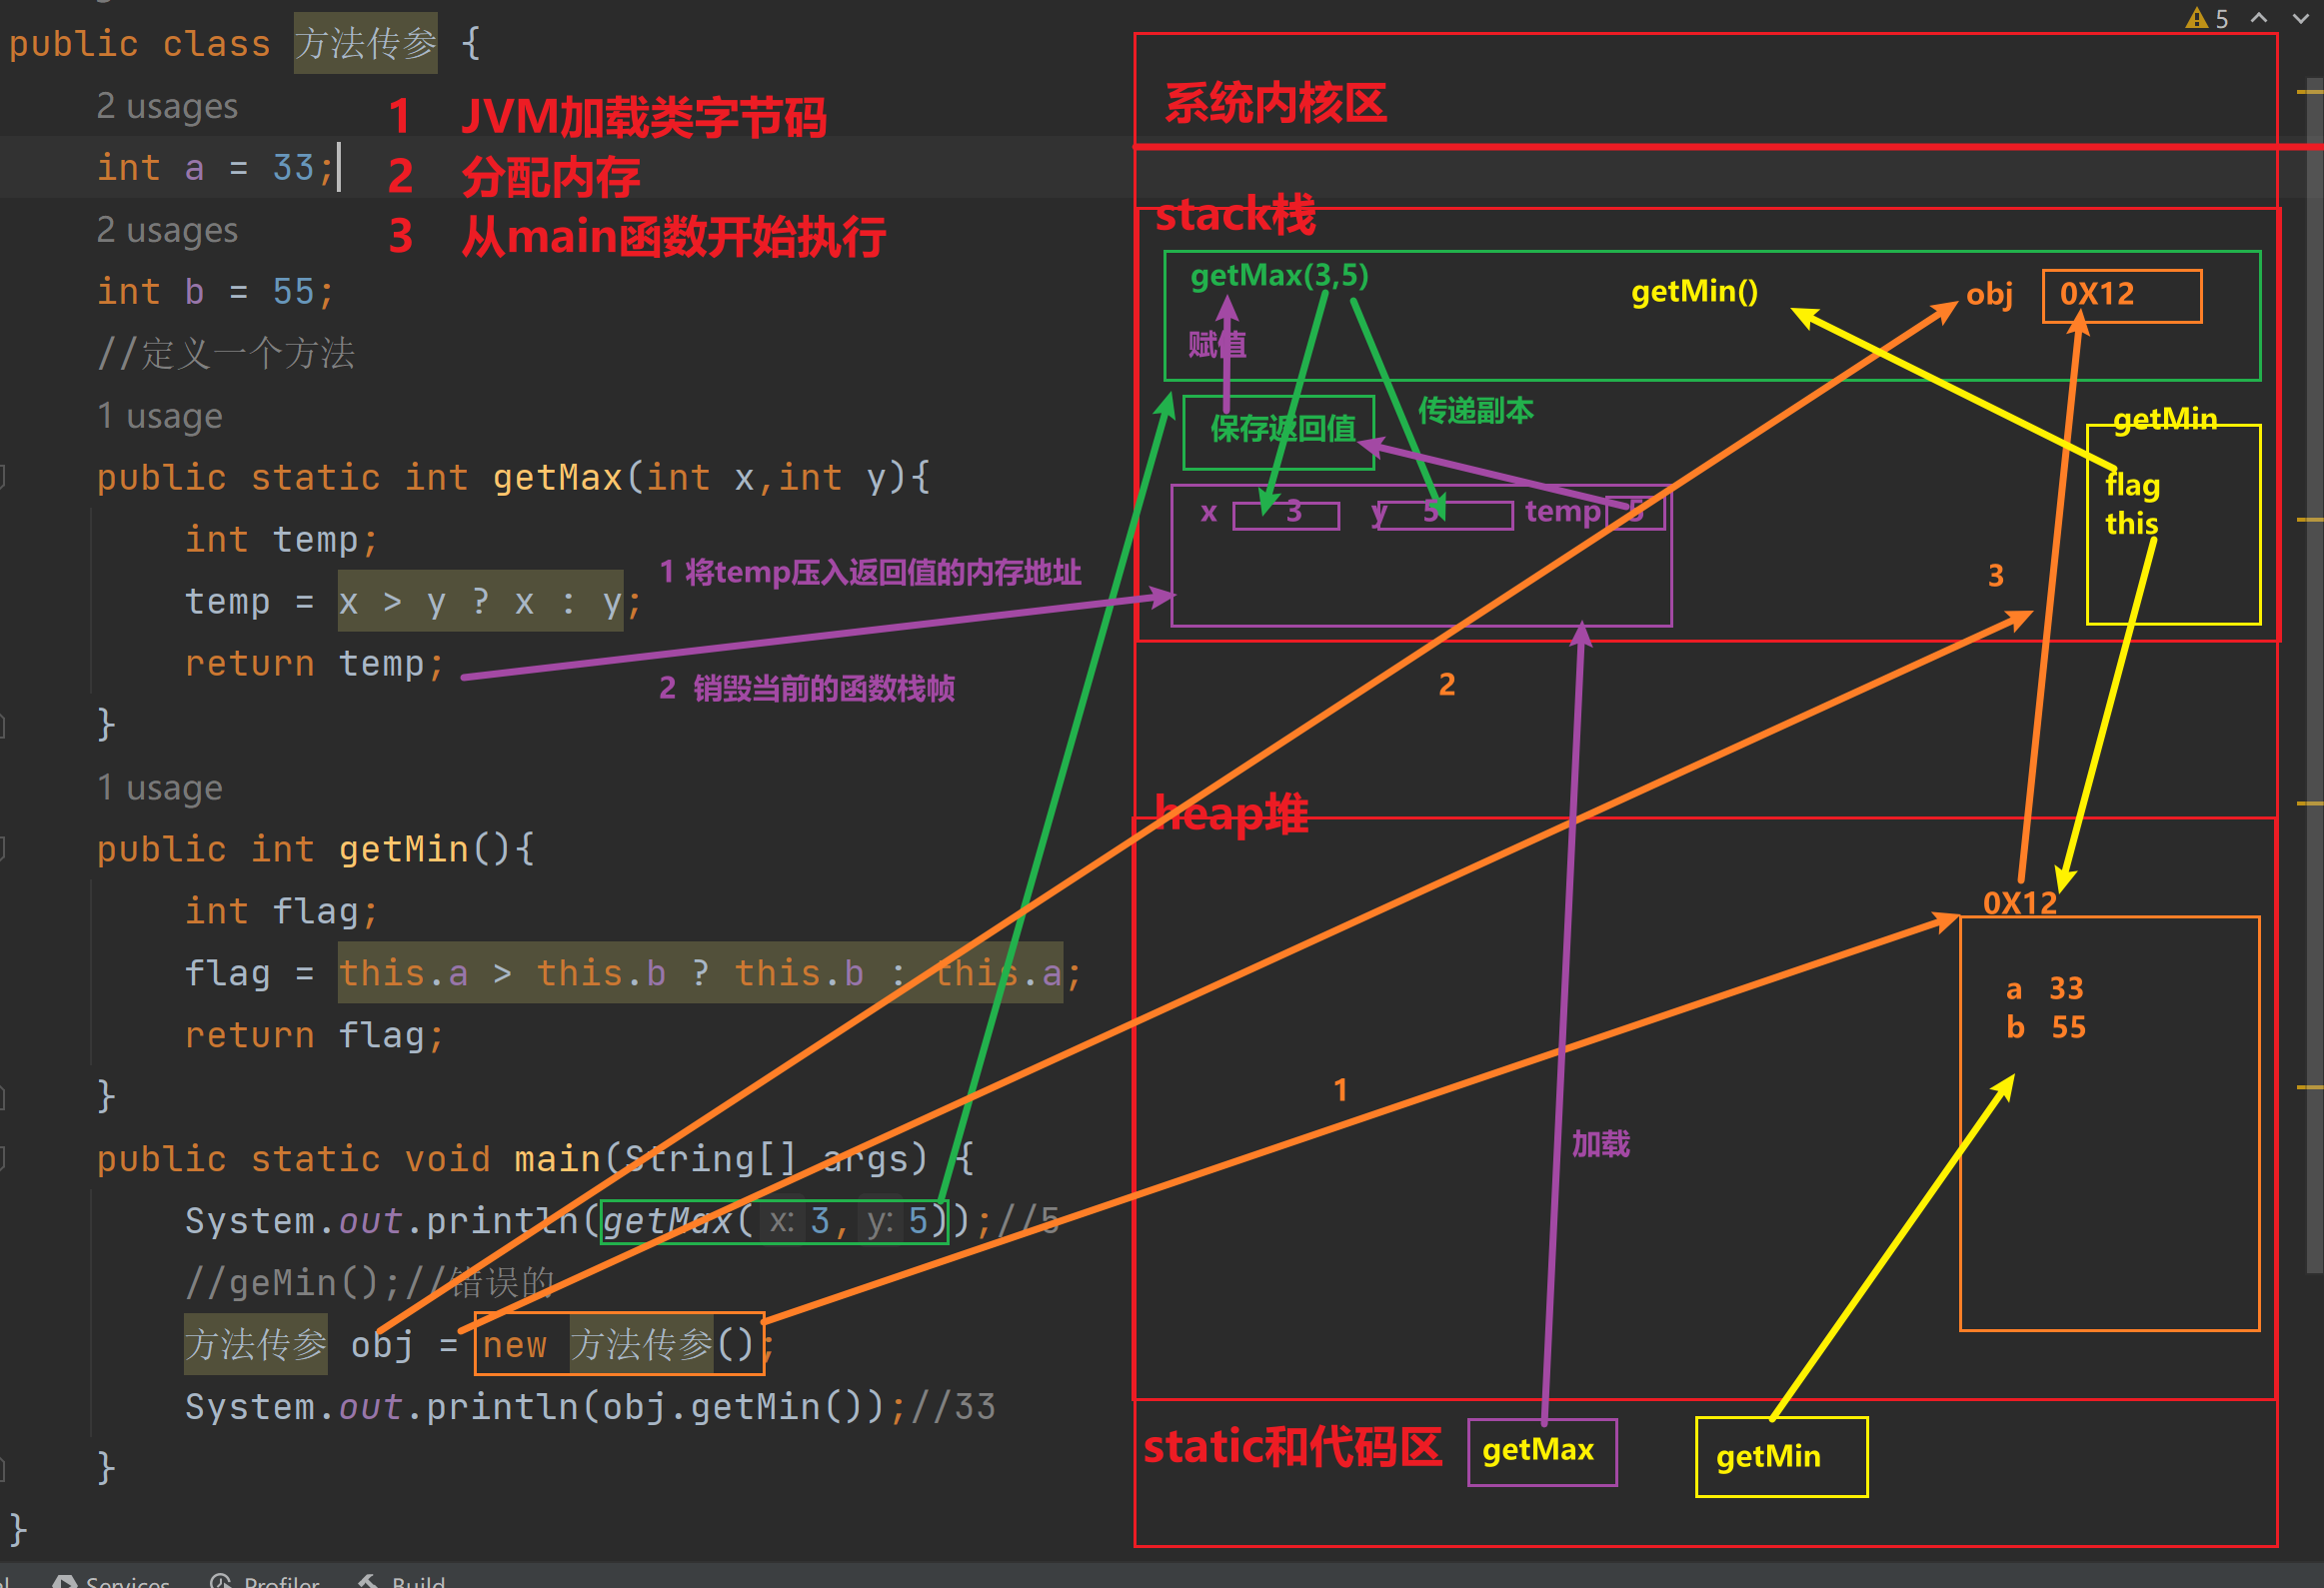 public class 方法传参 {
2 usages
int a = 33;
2 usages
int b = 55;
//定义一个方法
1 usage
public static int getMax(int x,int y){
int temp;
temp = x > y ? x : y;
return temp;
}
1 usage
public int getMin(){
int flag;
flag = this.a > this.b ? this.b : this.a;
return flag;
}
public static void main(String[] args) {
System.out.println(getMax( x: 3, y: 5));//5
//geMin();//错误的
方法传参 obj = new 方法传参();
System.out.println(obj.getMin());//33
}
}
1 JVM加载类字节码
2 分配内存
3 从main函数开始执行
1 将temp压入返回值的内存地址
2 销毁当前的函数栈帧
5
系统内核区
stack栈
getMax(3,5)
getMin()
obj 0X12
赋值
保存返回值
传递副本
getMin
flag
this
x 3 y 5 temp 5
3
2
heap堆
0X12
a 33
b 55
1
加载
static和代码区
getMax
getMin
Services Profiler Build